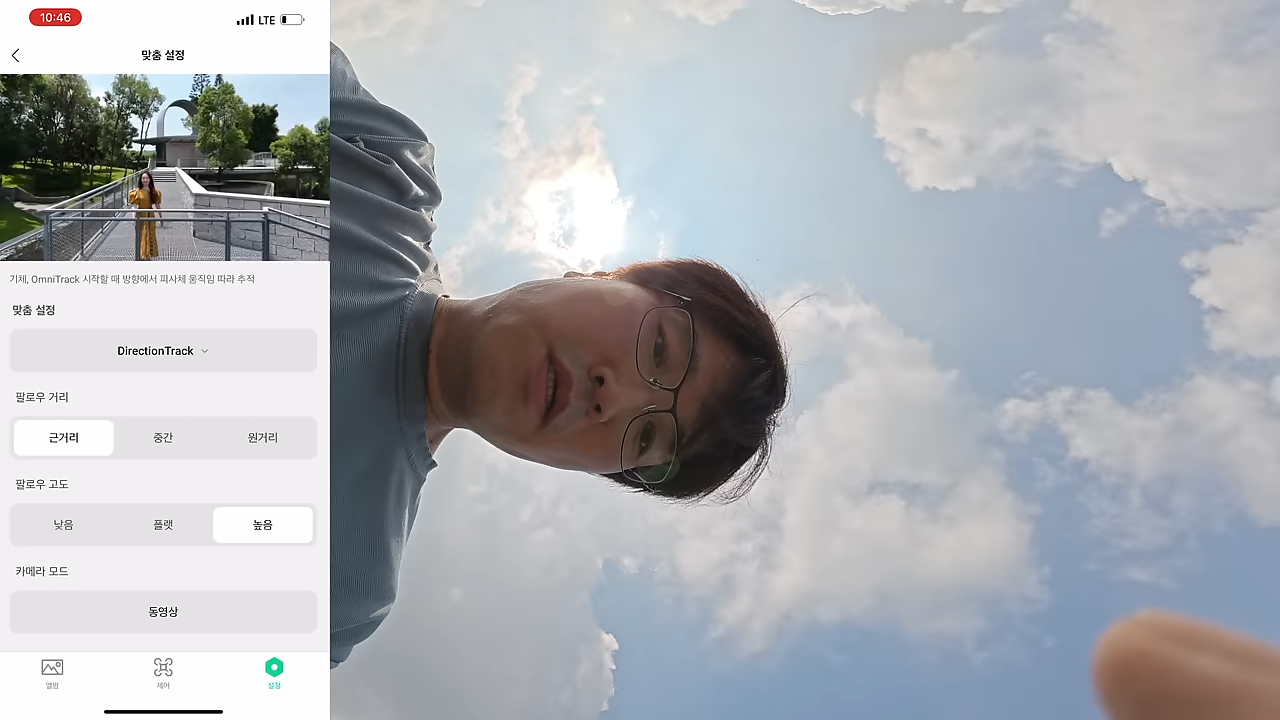 10:46
LTE
맞춤 설정
기체, OmniTrack 시작할 때 방향에서 피사체 움직임 따라 추적
맞춤 설정
DirectionTrack
팔로우 거리
근거리 중간 원거리
팔로우 고도
낮음 플랫 높음
카메라 모드
동영상
앨범 제어 설정